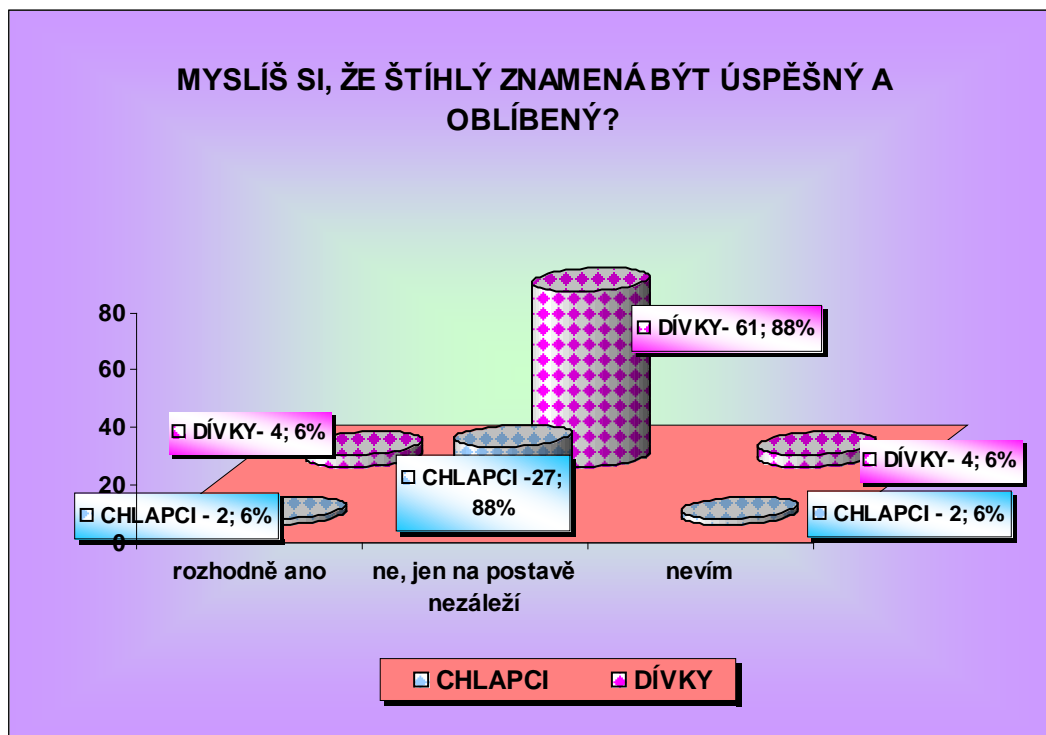 MYSLÍŠ SI, ŽE ŠTÍHLÝ ZNAMENÁ BÝT ÚSPĚŠNÝ A
OBLÍBENÝ?
80
60
40
20
0
DÍVKY- 61; 88%
DÍVKY- 4; 6%
DÍVKY- 4; 6%
CHLAPCI -27;
88%
CHLAPCI - 2; 6%
CHLAPCI - 2; 6%
rozhodně ano
ne, jen na postavě
nezáleží
nevím
CHLAPCI
DÍVKY